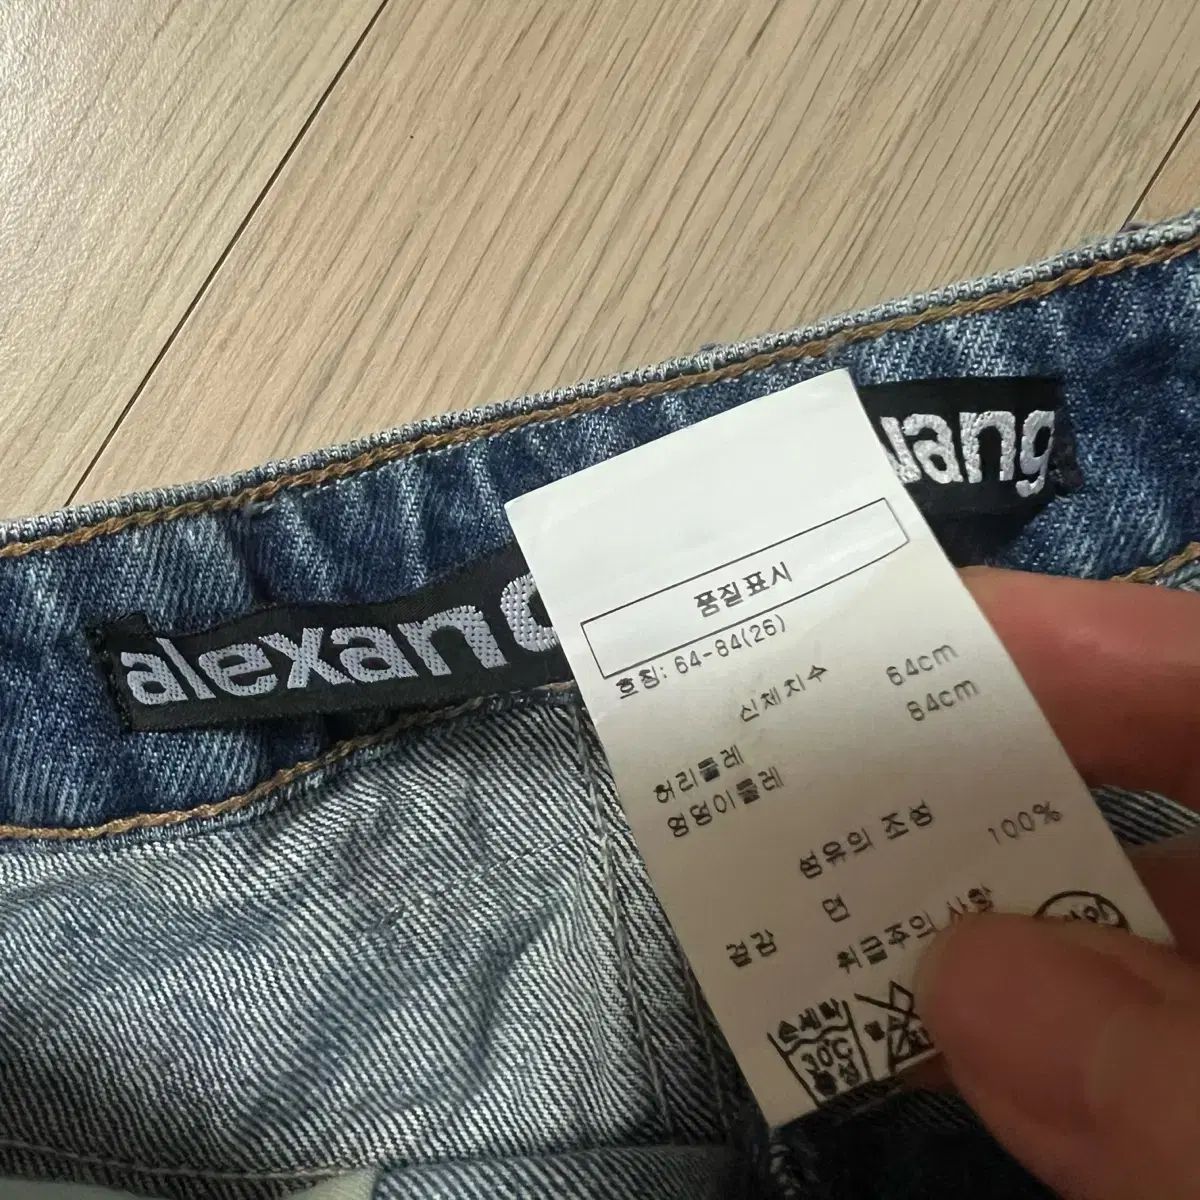 alexan
wang
품질표시
호칭: 64-84(26)
신체치수
허리둘레 64cm
엉덩이둘레 84cm
섬유의 조성
겉감 면 100%
취급주의 사항